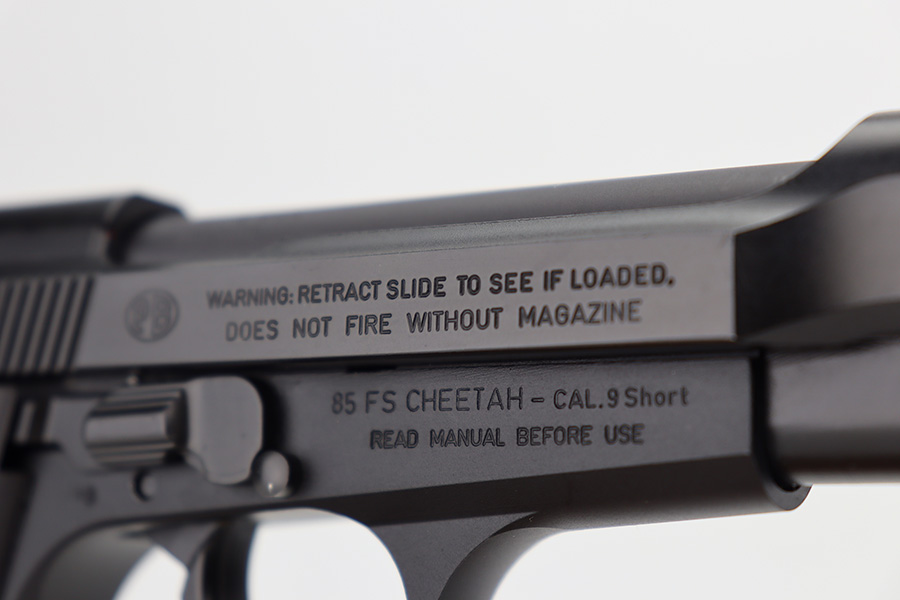 WARNING: RETRACT SLIDE TO SEE IF LOADED.
DOES NOT FIRE WITHOUT MAGAZINE
85 FS CHEETAH - CAL.9 Short
READ MANUAL BEFORE USE